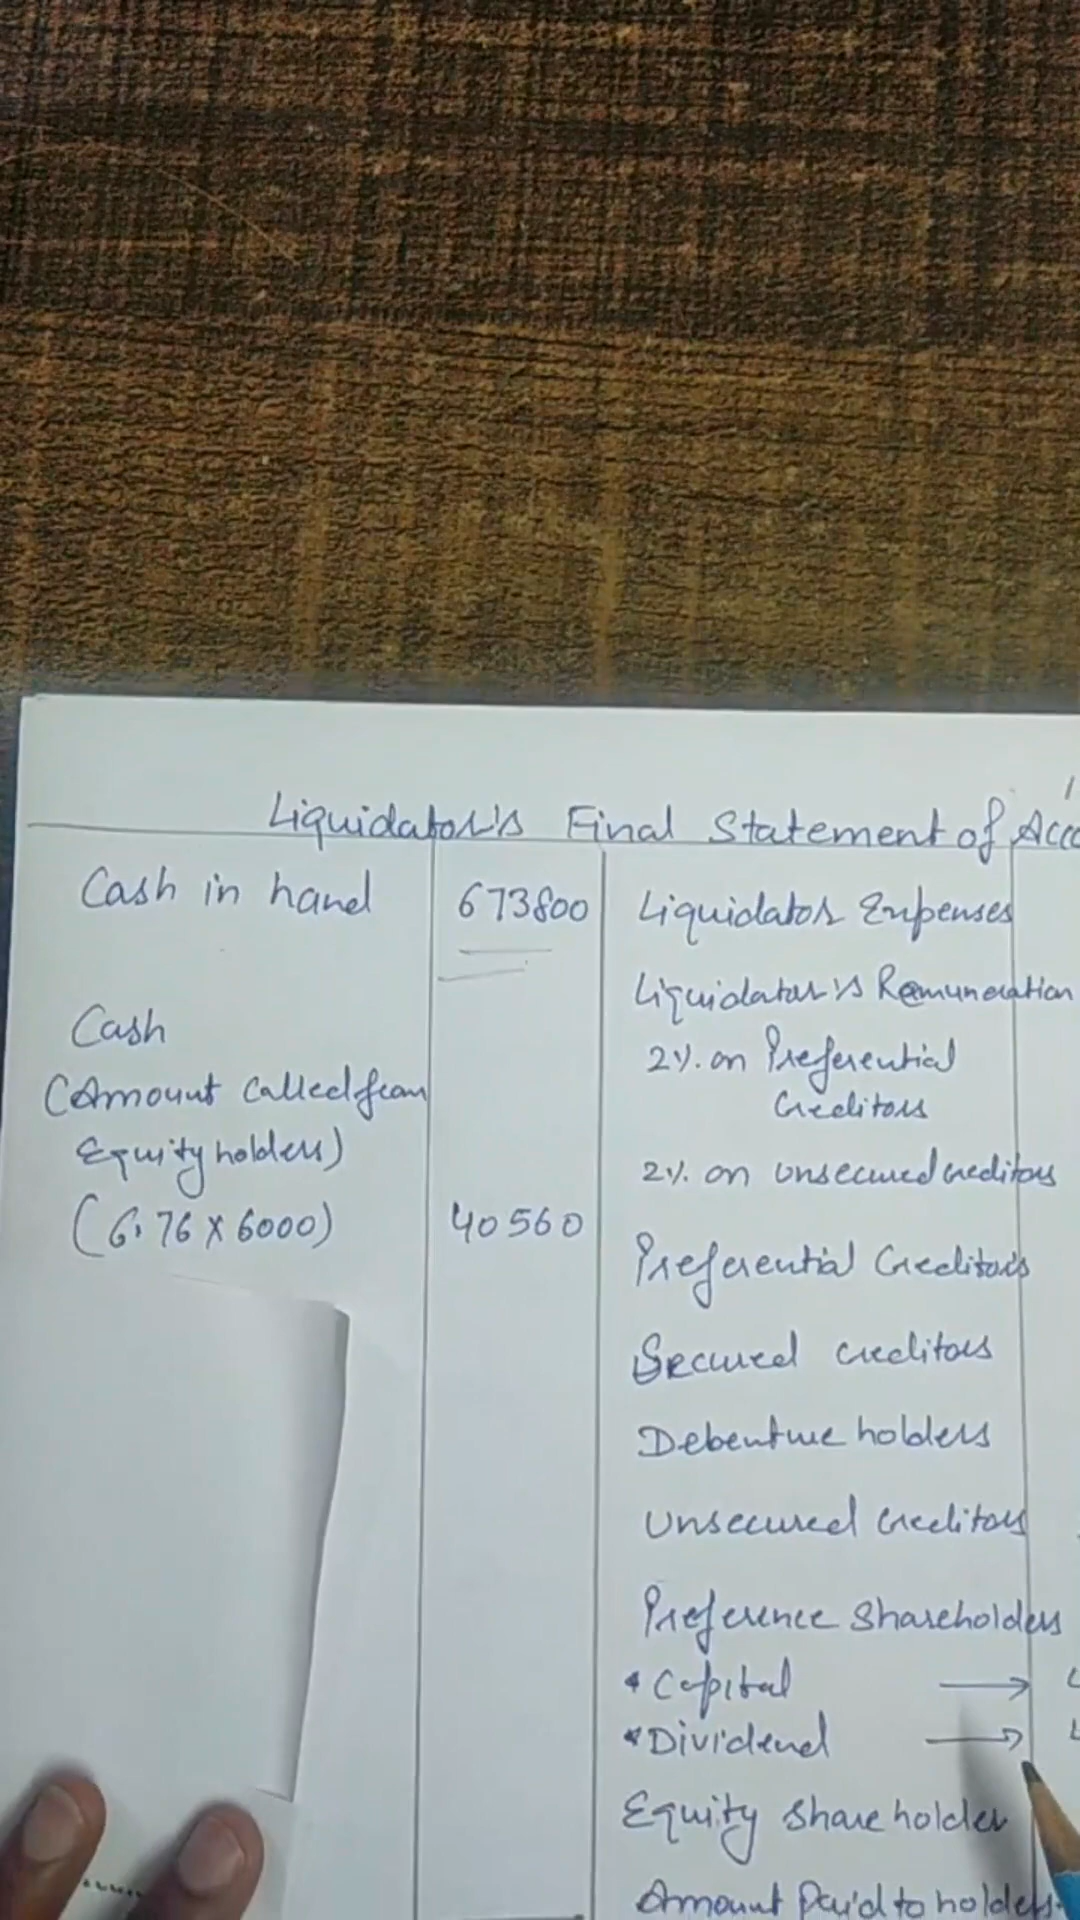 Liquidator's Final Statement of Acc
Cash in hand 673800
Cash
(Amount Called from
Equity holders)
(6.76 x 6000) 40560
Liquidator Expenses
Liquidator's Remuneration
2% on Preferential
Creditors
2% on Unsecured creditors
Preferential Creditors
Secured creditors
Debenture holders
Unsecured Creditors
Preference Shareholders
* Capital →
* Dividend →
Equity Shareholder
Amount Paid to holders